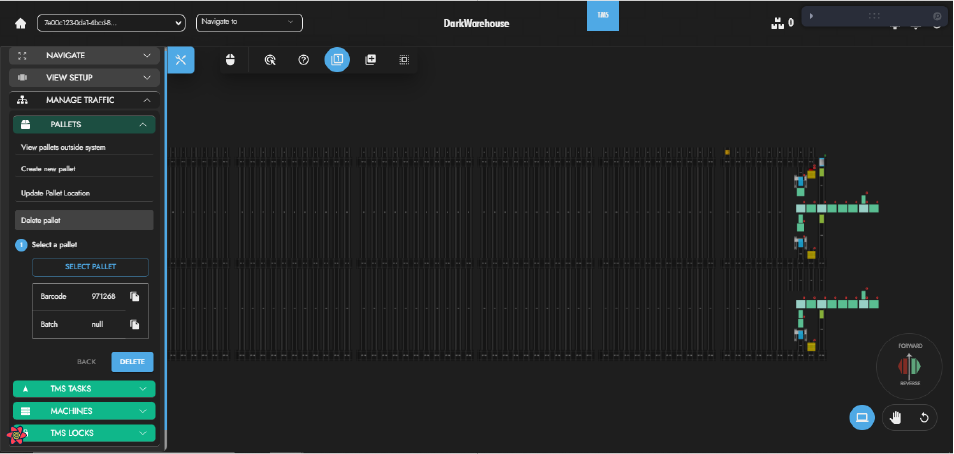 7e00c123-0da1-4bcd-8...
Navigate to
DarkWarehouse
TMS
0
NAVIGATE
VIEW SETUP
MANAGE TRAFFIC
PALLETS
View pallets outside system
Create new pallet
Update Pallet Location
Delete pallet
1 Select a pallet
SELECT PALLET
Barcode 971268
Batch null
BACK DELETE
TMS TASKS
MACHINES
TMS LOCKS
FORWARD
REVERSE